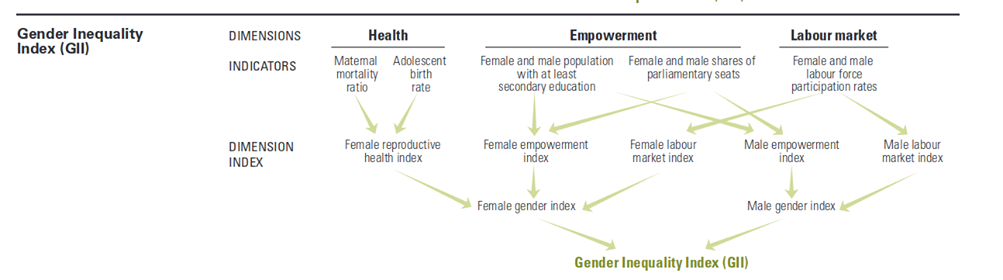 Gender Inequality
Index (GII)
DIMENSIONS
Health
Empowerment
Labour market
INDICATORS
Maternal
mortality
ratio
Adolescent
birth
rate
Female and male population
with at least
secondary education
Female and male shares of
parliamentary seats
Female and male
labour force
participation rates
DIMENSION
INDEX
Female reproductive
health index
Female empowerment
index
Female labour
market index
Male empowerment
index
Male labour
market index
Female gender index
Male gender index
Gender Inequality Index (GII)